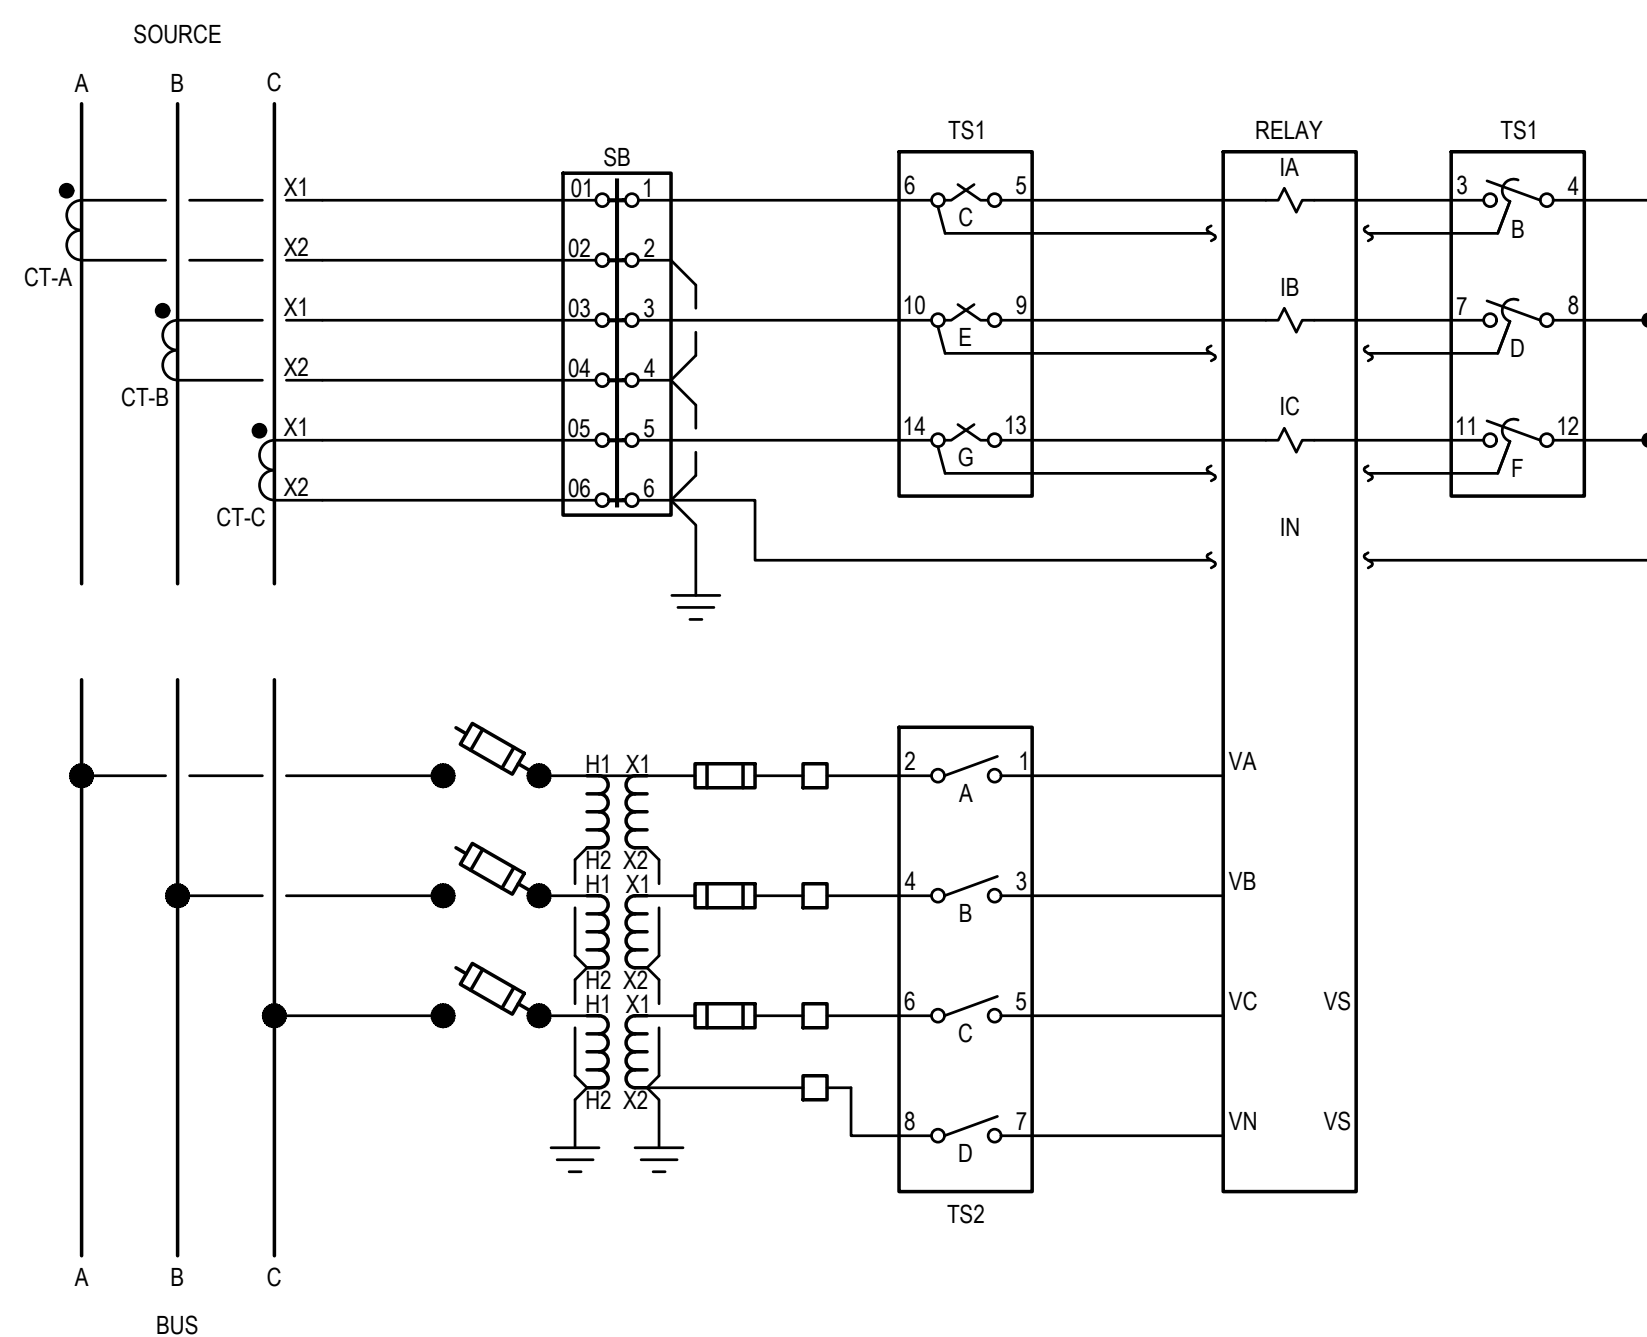 SOURCE
A B C
TS1 RELAY TS1
SB
IA
X1 01 1 6 5 3 4
C B
X2 02 2
CT-A
IB
X1 03 3 10 9 7 8
E D
X2 04 4
CT-B
IC
X1 05 5 14 13 11 12
G F
X2 06 6
CT-C
IN
H1 X1 2 1 VA
A
H2 X2
H1 X1 4 3 VB
B
H2 X2
H1 X1 6 5 VC VS
C
H2 X2
8 7 VN VS
D
TS2
A B C
BUS